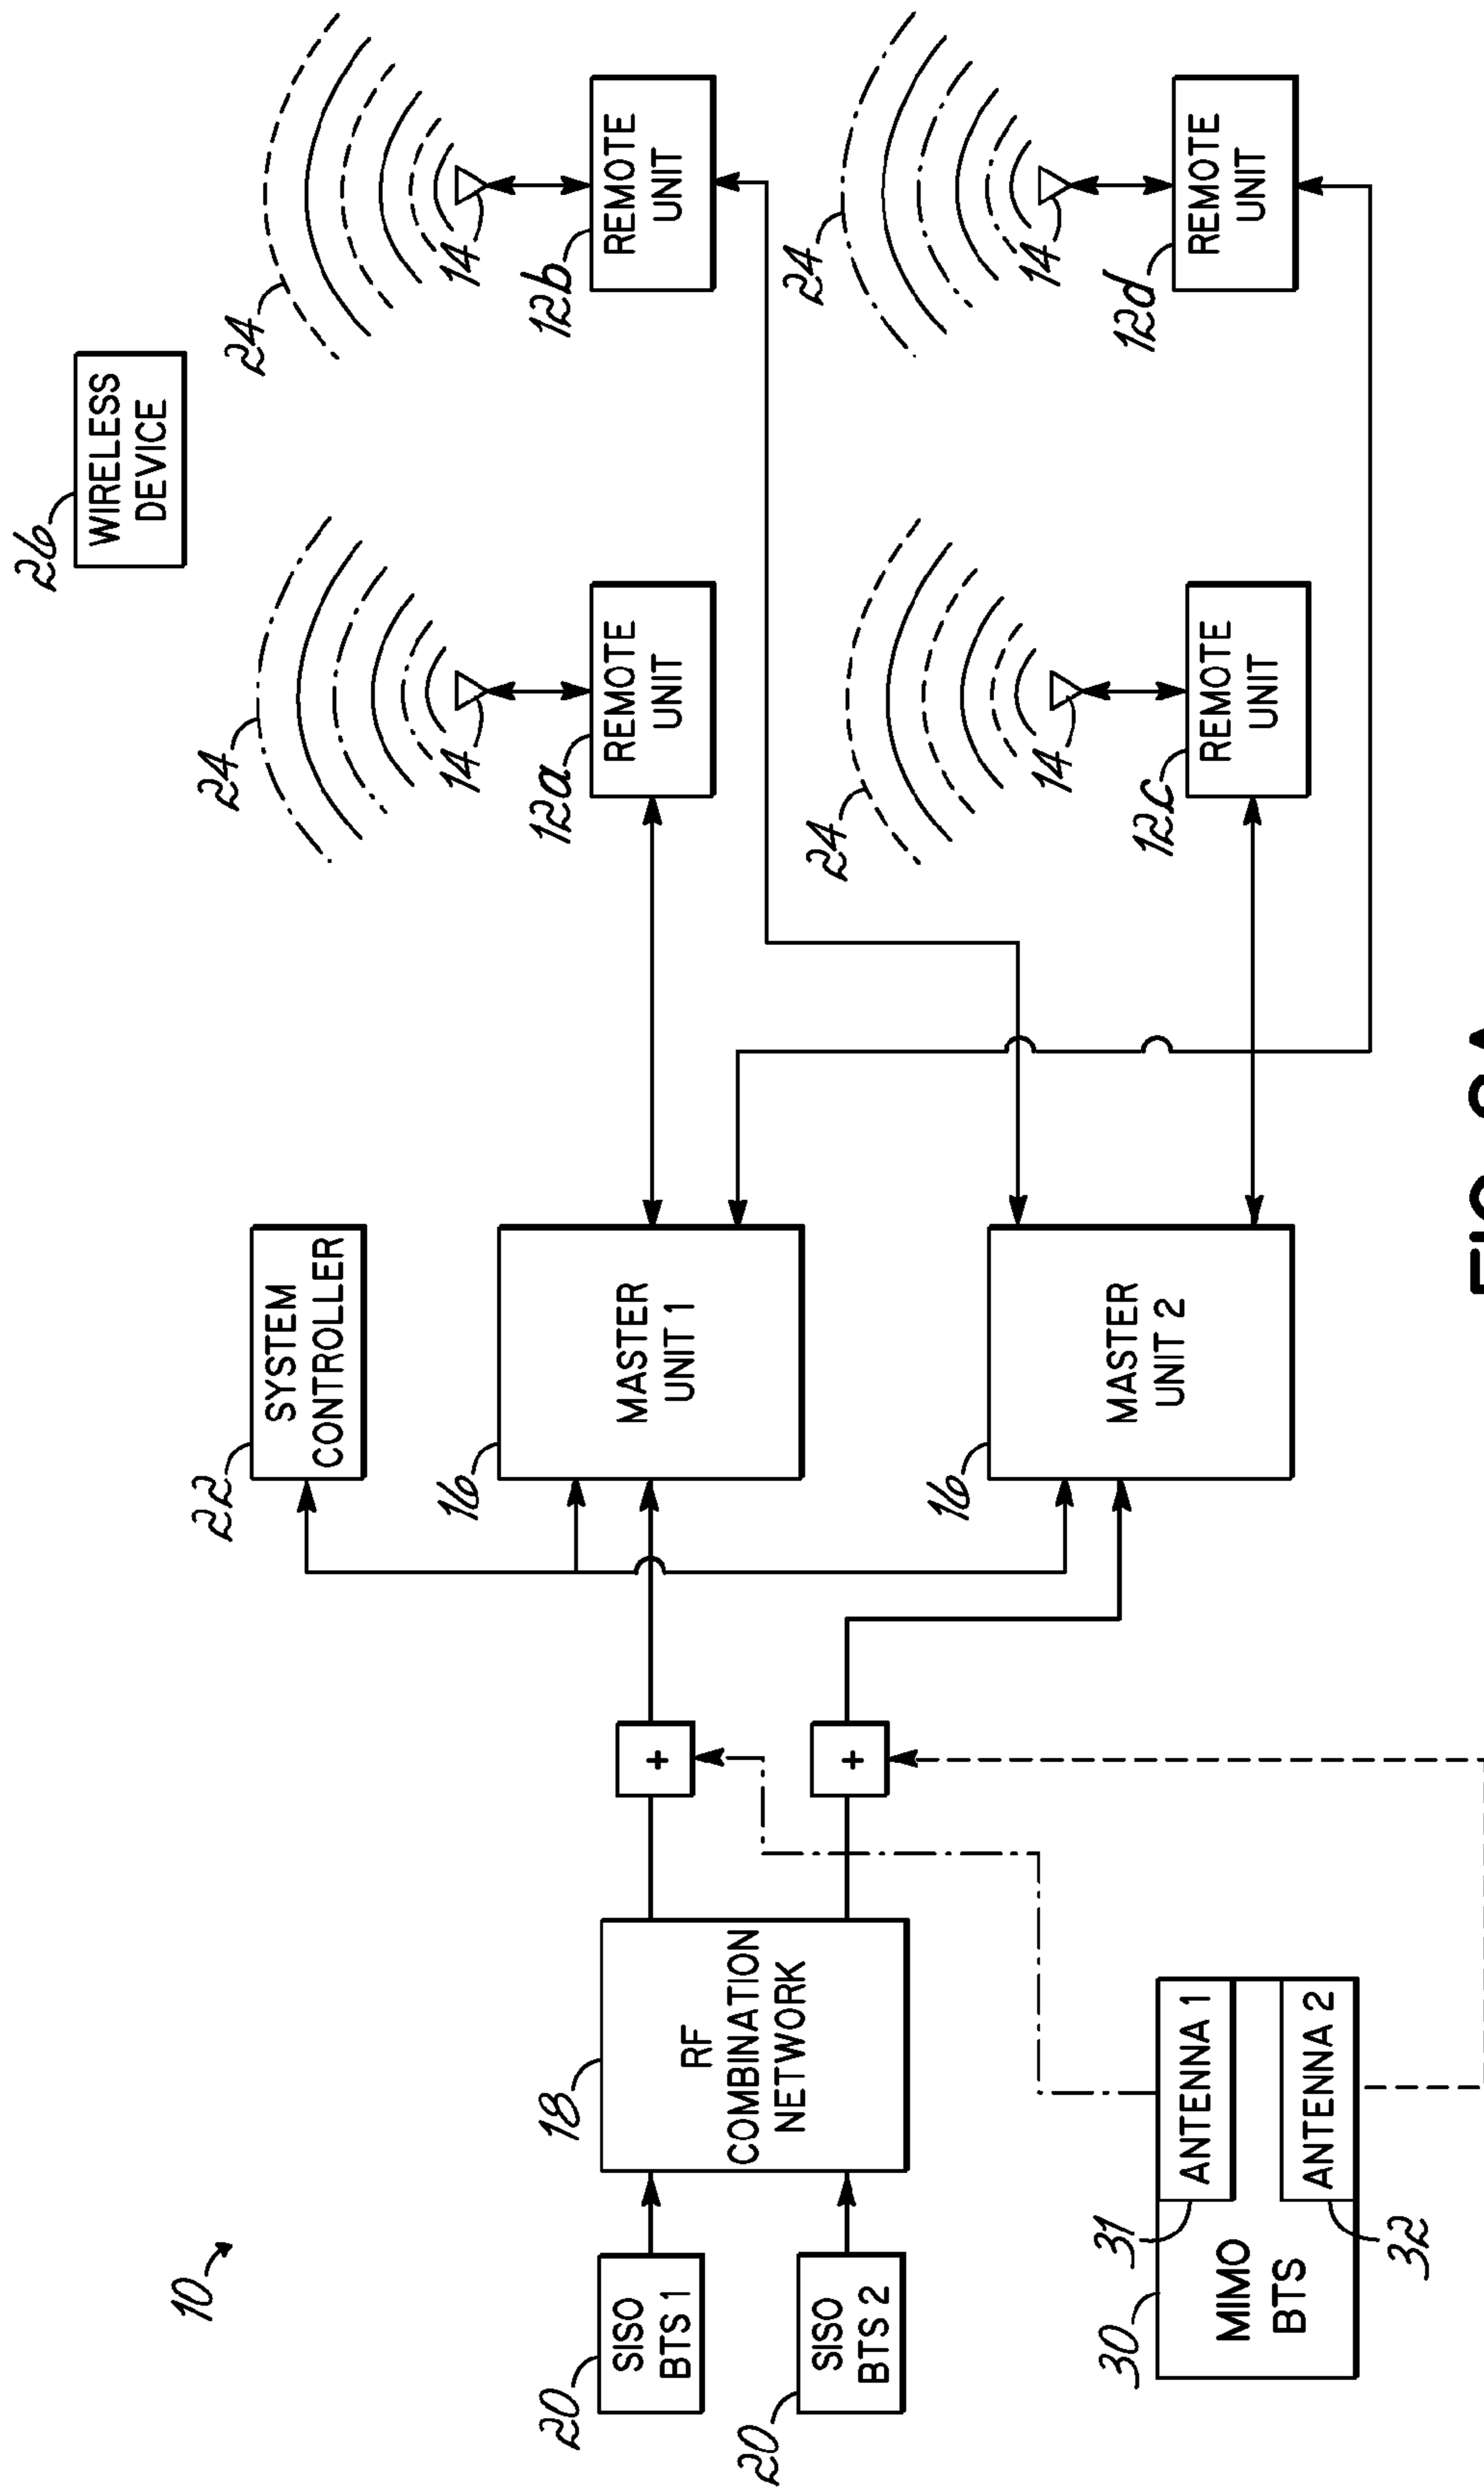 10
20
SISO
BTS 1
20
SISO
BTS 2
18
RF
COMBINATION
NETWORK
30
MIMO
BTS
31
ANTENNA 1
32
ANTENNA 2
+
+
22
SYSTEM
CONTROLLER
16
MASTER
UNIT 1
16
MASTER
UNIT 2
26
WIRELESS
DEVICE
24
14
12a
REMOTE
UNIT
24
14
12b
REMOTE
UNIT
24
14
12c
REMOTE
UNIT
24
14
12d
REMOTE
UNIT